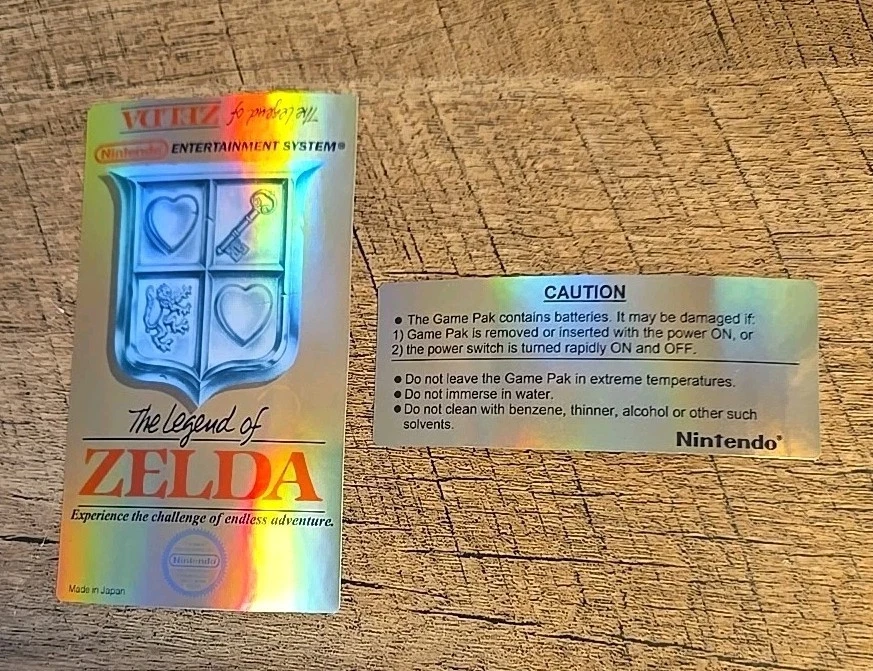 The Legend of
ZELDA
Nintendo ENTERTAINMENT SYSTEM®
The Legend of
ZELDA
Experience the challenge of endless adventure.
Nintendo
Made in Japan
CAUTION
● The Game Pak contains batteries. It may be damaged if:
1) Game Pak is removed or inserted with the power ON, or
2) the power switch is turned rapidly ON and OFF.
● Do not leave the Game Pak in extreme temperatures.
● Do not immerse in water.
● Do not clean with benzene, thinner, alcohol or other such
solvents.
Nintendo®